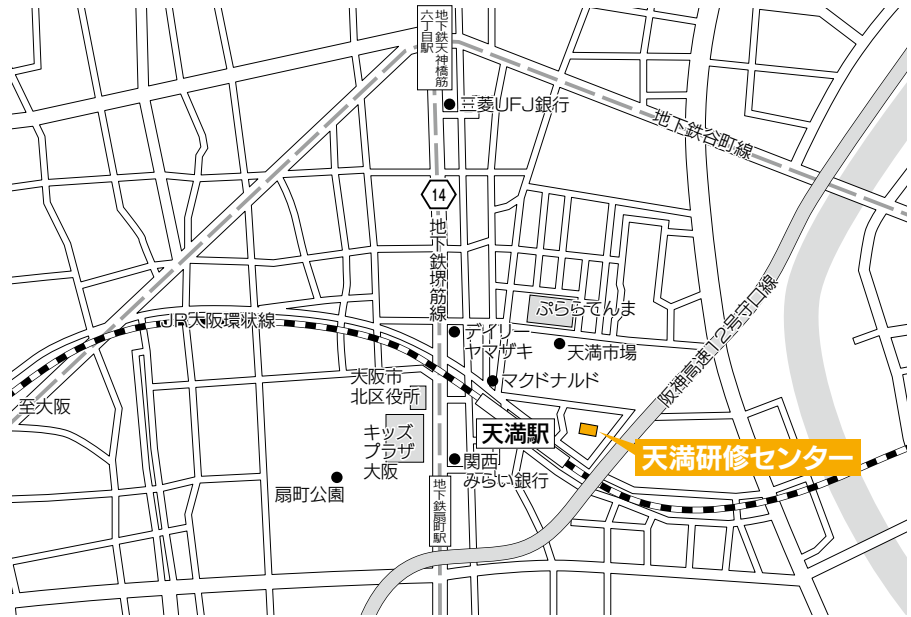 地下鉄天神橋筋
六丁目駅
三菱UFJ銀行
地下鉄谷町線
14
地下鉄堺筋線
ぷららてんま
阪神高速12号守口線
JR大阪環状線
デイリー
ヤマザキ
天満市場
マクドナルド
大阪市
北区役所
至大阪
天満駅
キッズ
プラザ
大阪
天満研修センター
関西
みらい銀行
扇町公園
地下鉄扇町駅